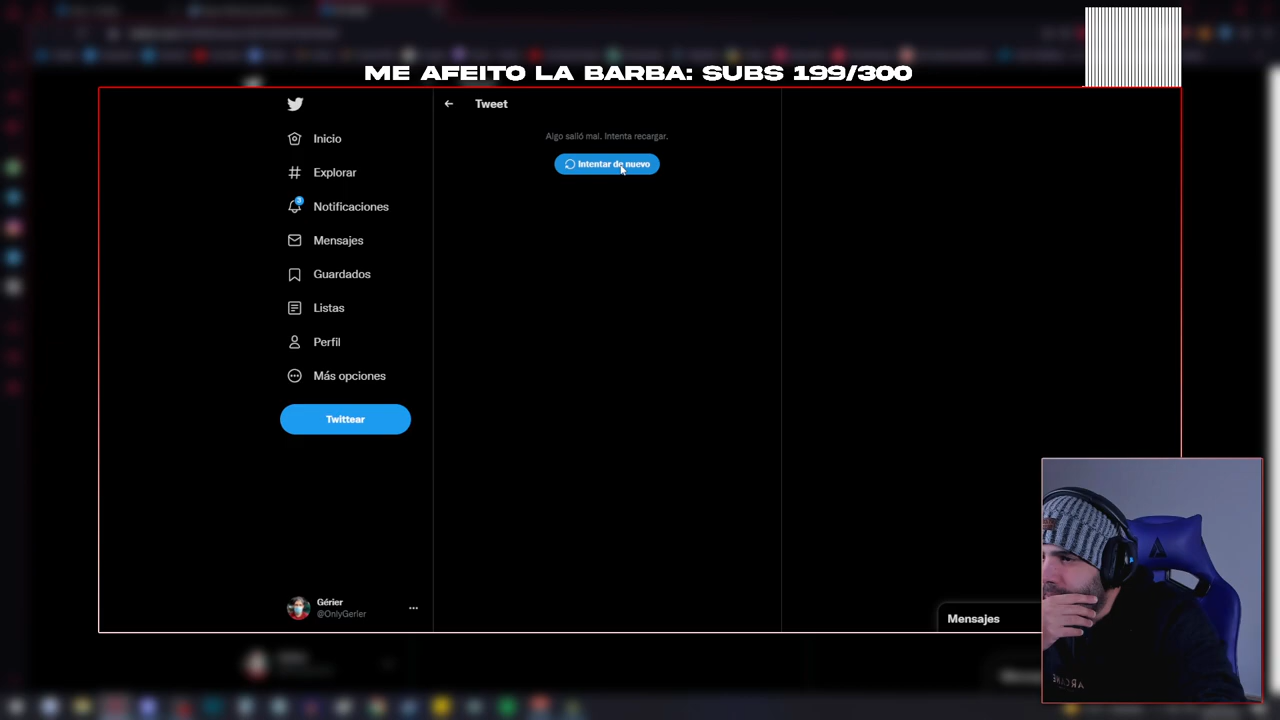 ME AFEITO LA BARBA: SUBS 199/300
Tweet
Algo salió mal. Intenta recargar.
Intentar de nuevo
Inicio
Explorar
3
Notificaciones
Mensajes
Guardados
Listas
Perfil
Más opciones
Twittear
Gérier
@OnlyGerier
Mensajes